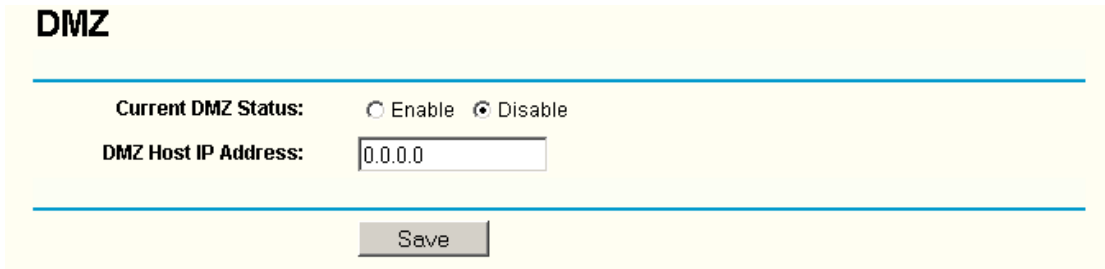 DMZ
Current DMZ Status: Enable Disable
DMZ Host IP Address: 0.0.0.0
Save